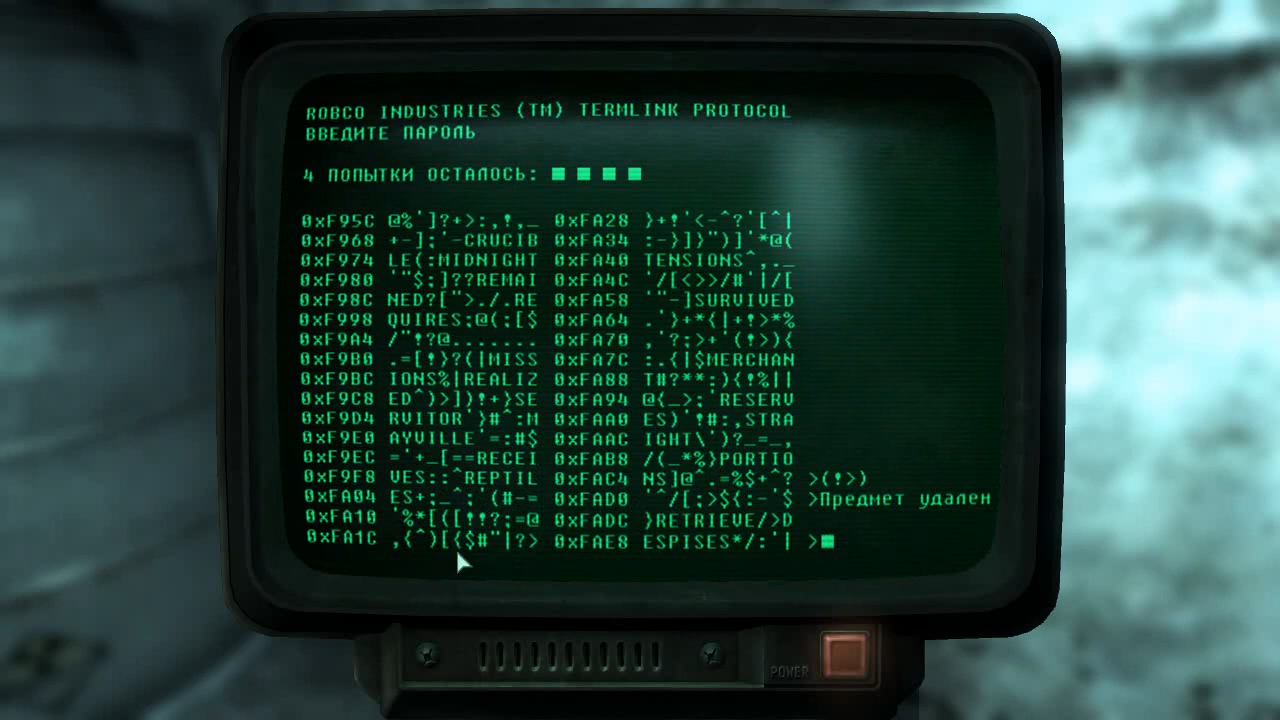 ROBCO INDUSTRIES (TM) TERMLINK PROTOCOL
ВВЕДИТЕ ПАРОЛЬ
4 ПОПЫТКИ ОСТАЛОСЬ: ■ ■ ■ ■
0xF95C @%']?+>:,!,_ 0xFA28 }+!'<-^?'[^|
0xF968 +-]:'-CRUCIB 0xFA34 :-}]}")]'*@(
0xF974 LE(:MIDNIGHT 0xFA40 TENSIONS^,._
0xF980 '"$;]??REMAI 0xFA4C '/[<>>/#'|/[
0xF98C NED?[">./.RE 0xFA58 '"-]SURVIVED
0xF998 QUIRES;@(;[$ 0xFA64 .'}+*{|+!>*%
0xF9A4 /"!?@....... 0xFA70 ,'?;>+'(!>){
0xF9B0 .=[!}?(|MISS 0xFA7C :.{|$MERCHAN
0xF9BC IONS%|REALIZ 0xFA88 T#?**:){!%||
0xF9C8 ED^)>])!+}SE 0xFA94 @{_>;'RESERV
0xF9D4 RVITOR'}#^:M 0xFAA0 ES)'!#:,STRA
0xF9E0 AYVILLE'=:#$ 0xFAAC IGHT\')?_=_,
0xF9EC ='+_[==RECEI 0xFAB8 /(_*%}PORTIO
0xF9F8 VES::^REPTIL 0xFAC4 NS]@^.=%$+^? >(!>)
0xFA04 ES+;_^;'(#-= 0xFAD0 '^/[;>${:-'$ >Предмет удален
0xFA10 '%*[([!!?;=@ 0xFADC }RETRIEVE/>D
0xFA1C ,{^)[{$#"|?> 0xFAE8 ESPISES*/:'| >■
POWER